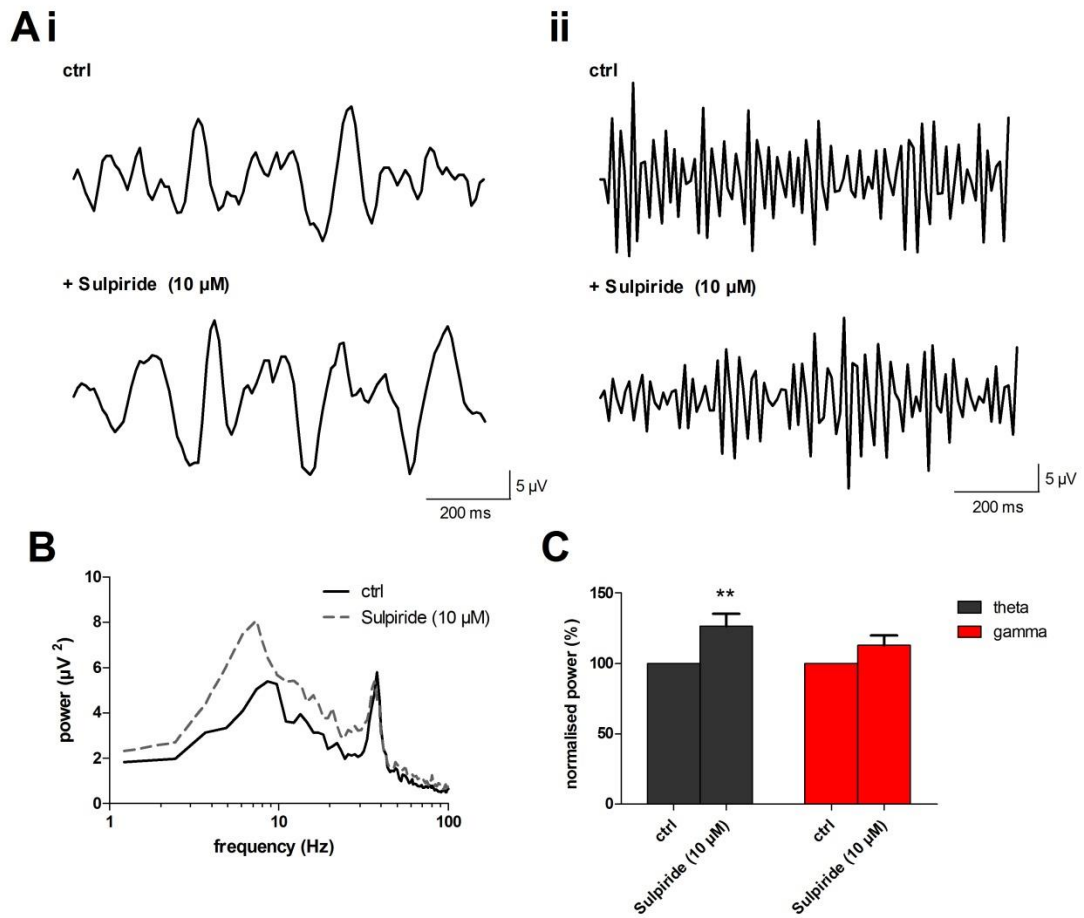 A i
ii
ctrl
ctrl
+ Sulpiride (10 µM)
+ Sulpiride (10 µM)
5 µV
200 ms
5 µV
200 ms
B
10
8
6
4
2
0
1
10
100
power (µV ²)
frequency (Hz)
ctrl
Sulpiride (10 µM)
C
150
100
50
0
normalised power (%)
**
theta
gamma
ctrl
Sulpiride (10 µM)
ctrl
Sulpiride (10 µM)